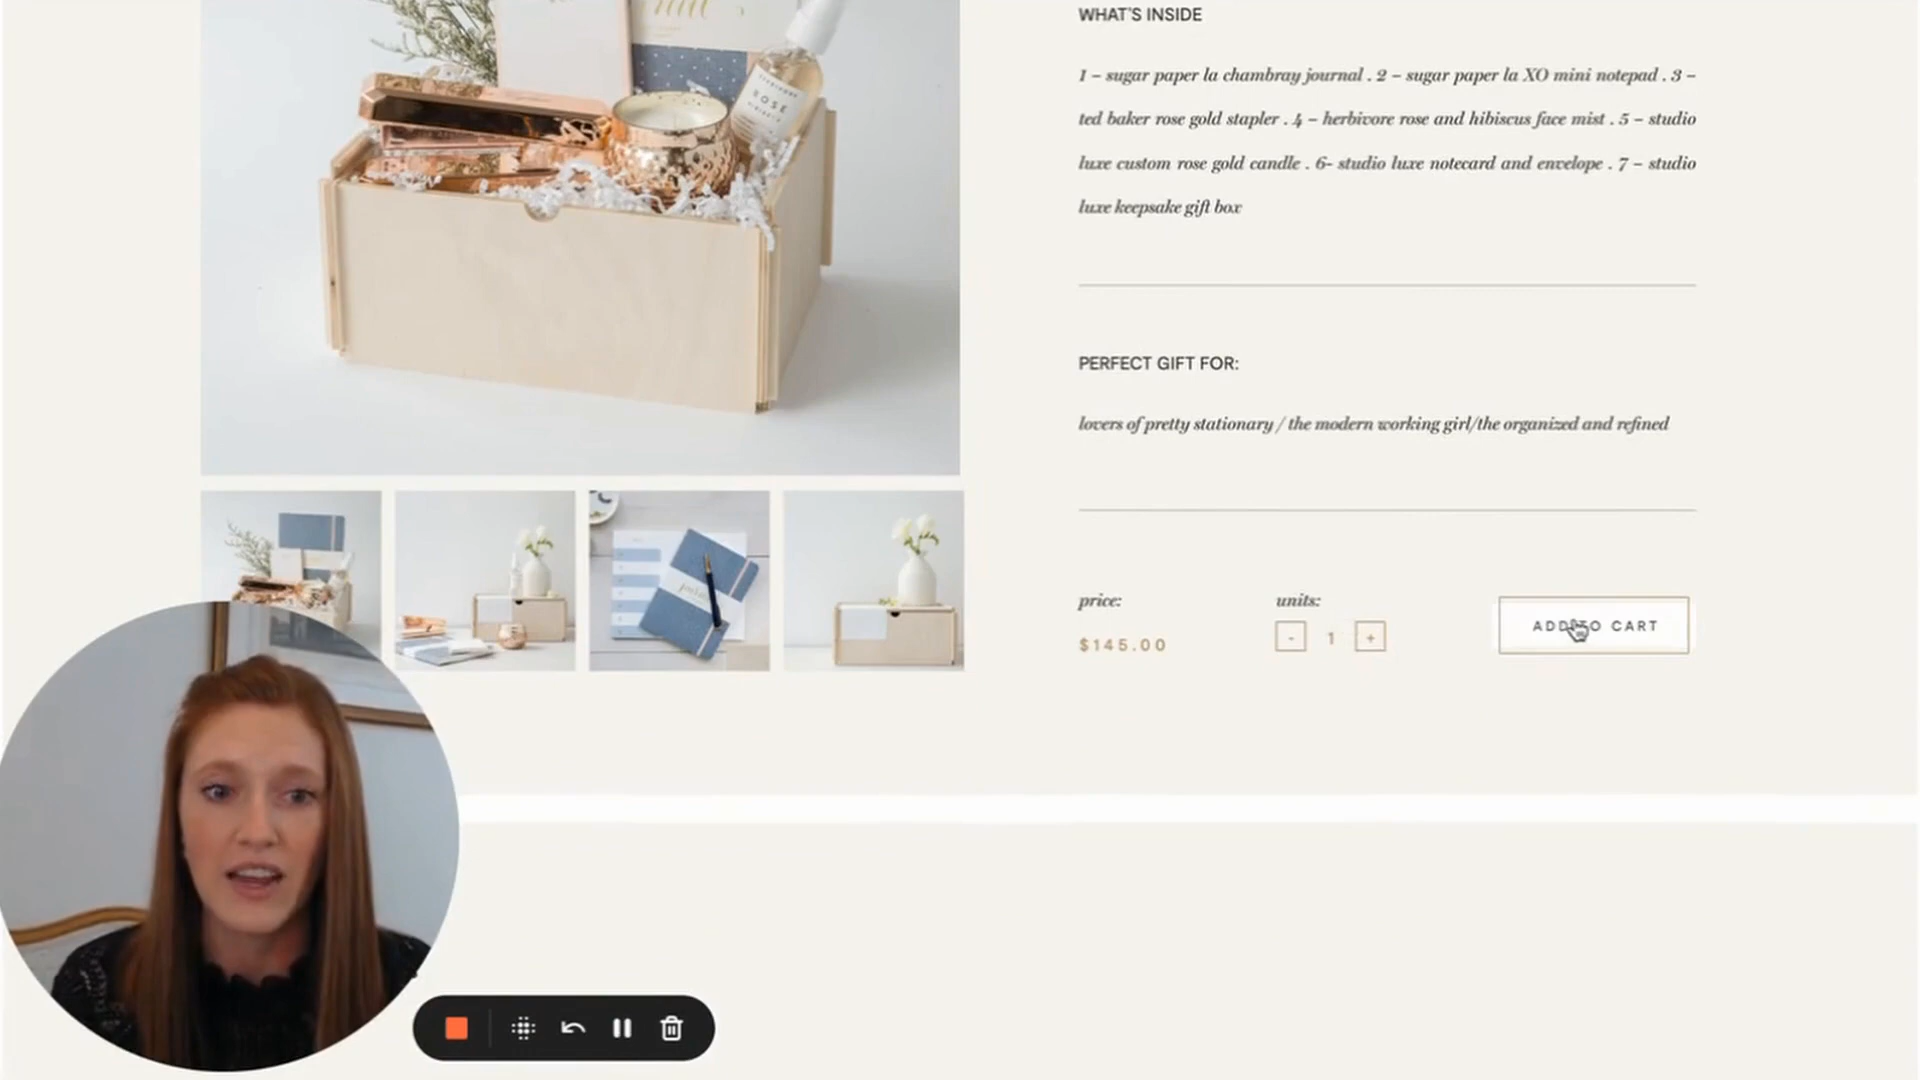 WHAT'S INSIDE
1 – sugar paper la chambray journal . 2 – sugar paper la XO mini notepad . 3 –
ted baker rose gold stapler . 4 – herbivore rose and hibiscus face mist . 5 – studio
luxe custom rose gold candle . 6- studio luxe notecard and envelope . 7 – studio
luxe keepsake gift box
ROSE
PERFECT GIFT FOR:
lovers of pretty stationary / the modern working girl/the organized and refined
price:
units:
$145.00
- 1 +
ADD TO CART